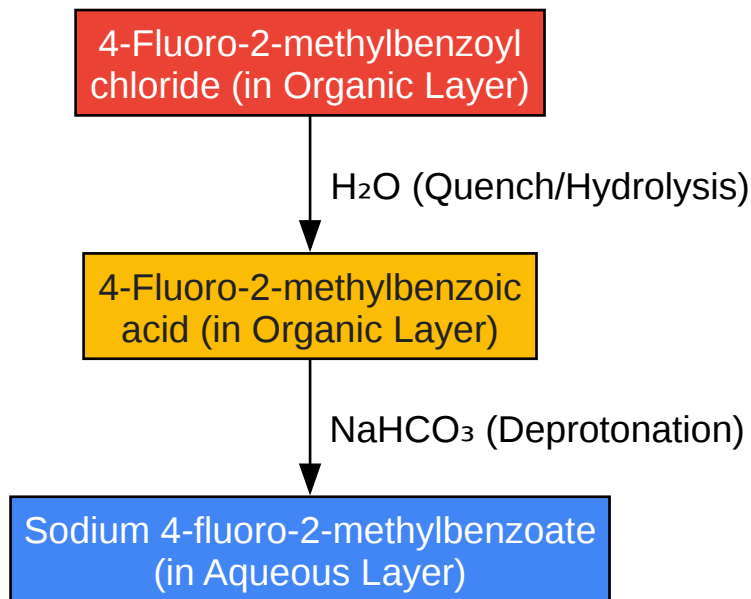 4-Fluoro-2-methylbenzoyl
chloride (in Organic Layer)
H₂O (Quench/Hydrolysis)
4-Fluoro-2-methylbenzoic
acid (in Organic Layer)
NaHCO₃ (Deprotonation)
Sodium 4-fluoro-2-methylbenzoate
(in Aqueous Layer)